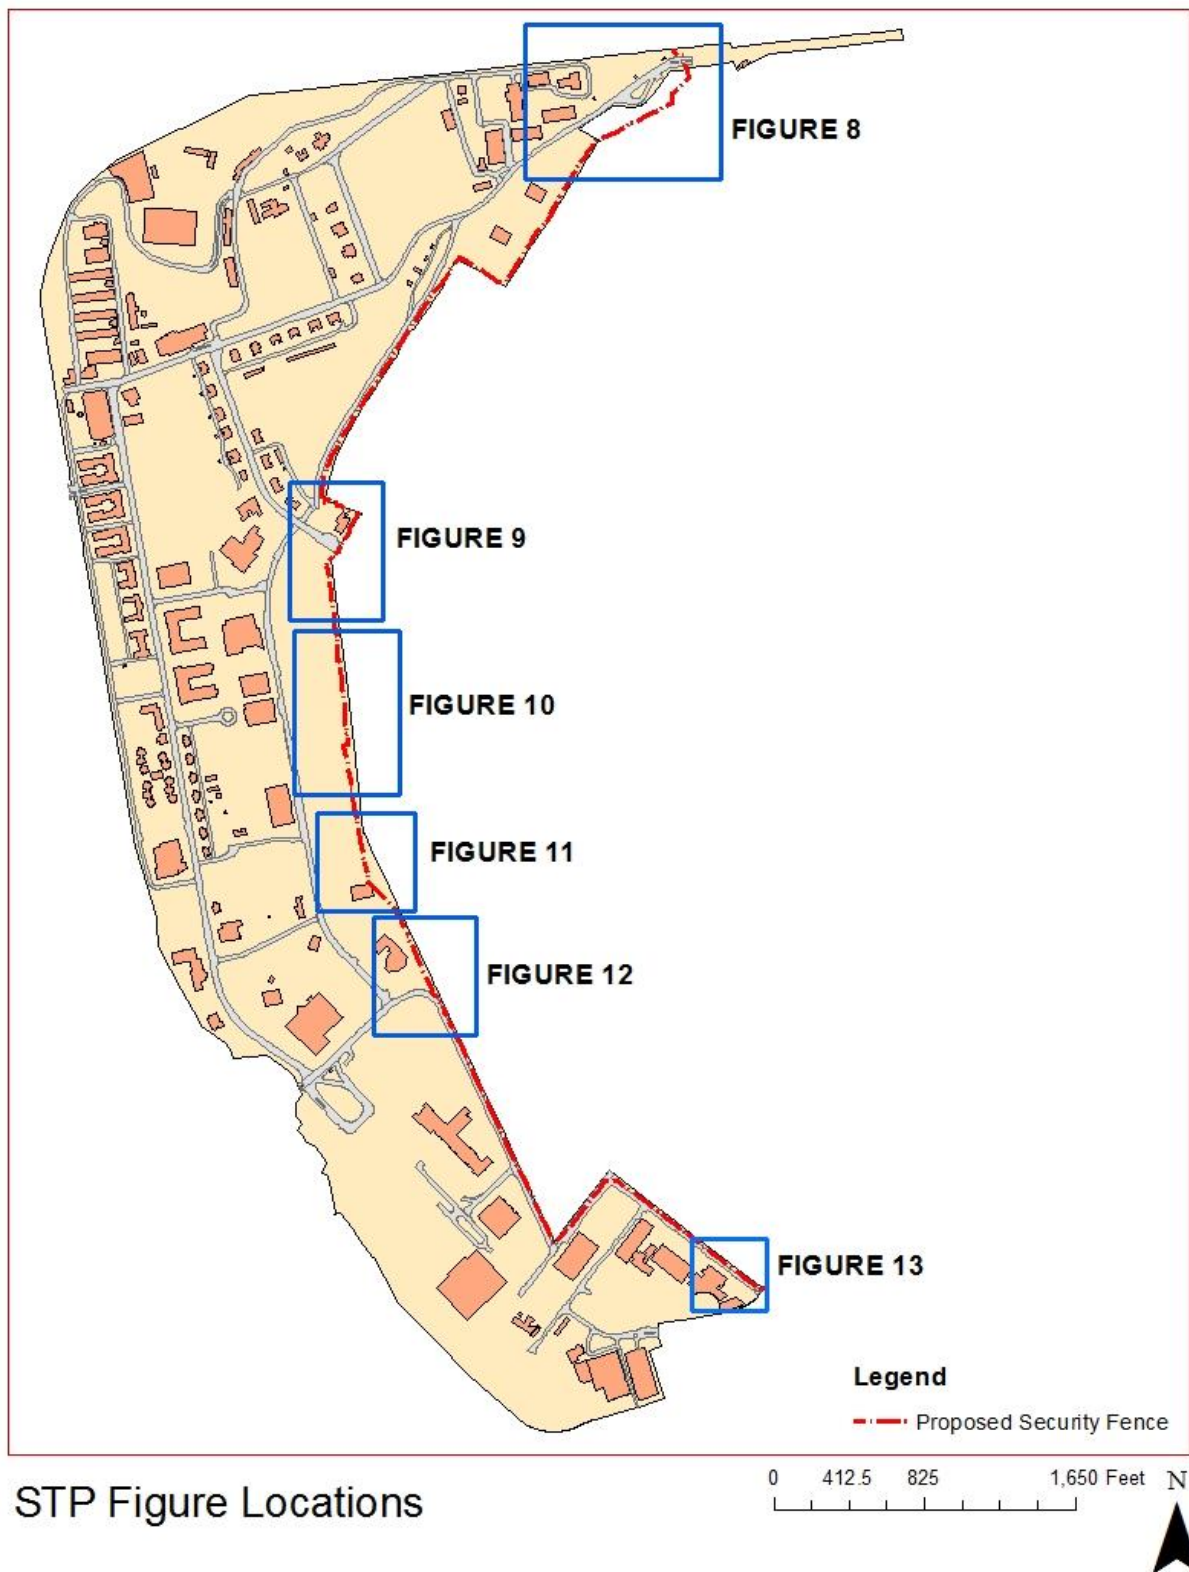 FIGURE 8
FIGURE 9
FIGURE 10
FIGURE 11
FIGURE 12
FIGURE 13
Legend
Proposed Security Fence
STP Figure Locations
0 412.5 825 1,650 Feet
N